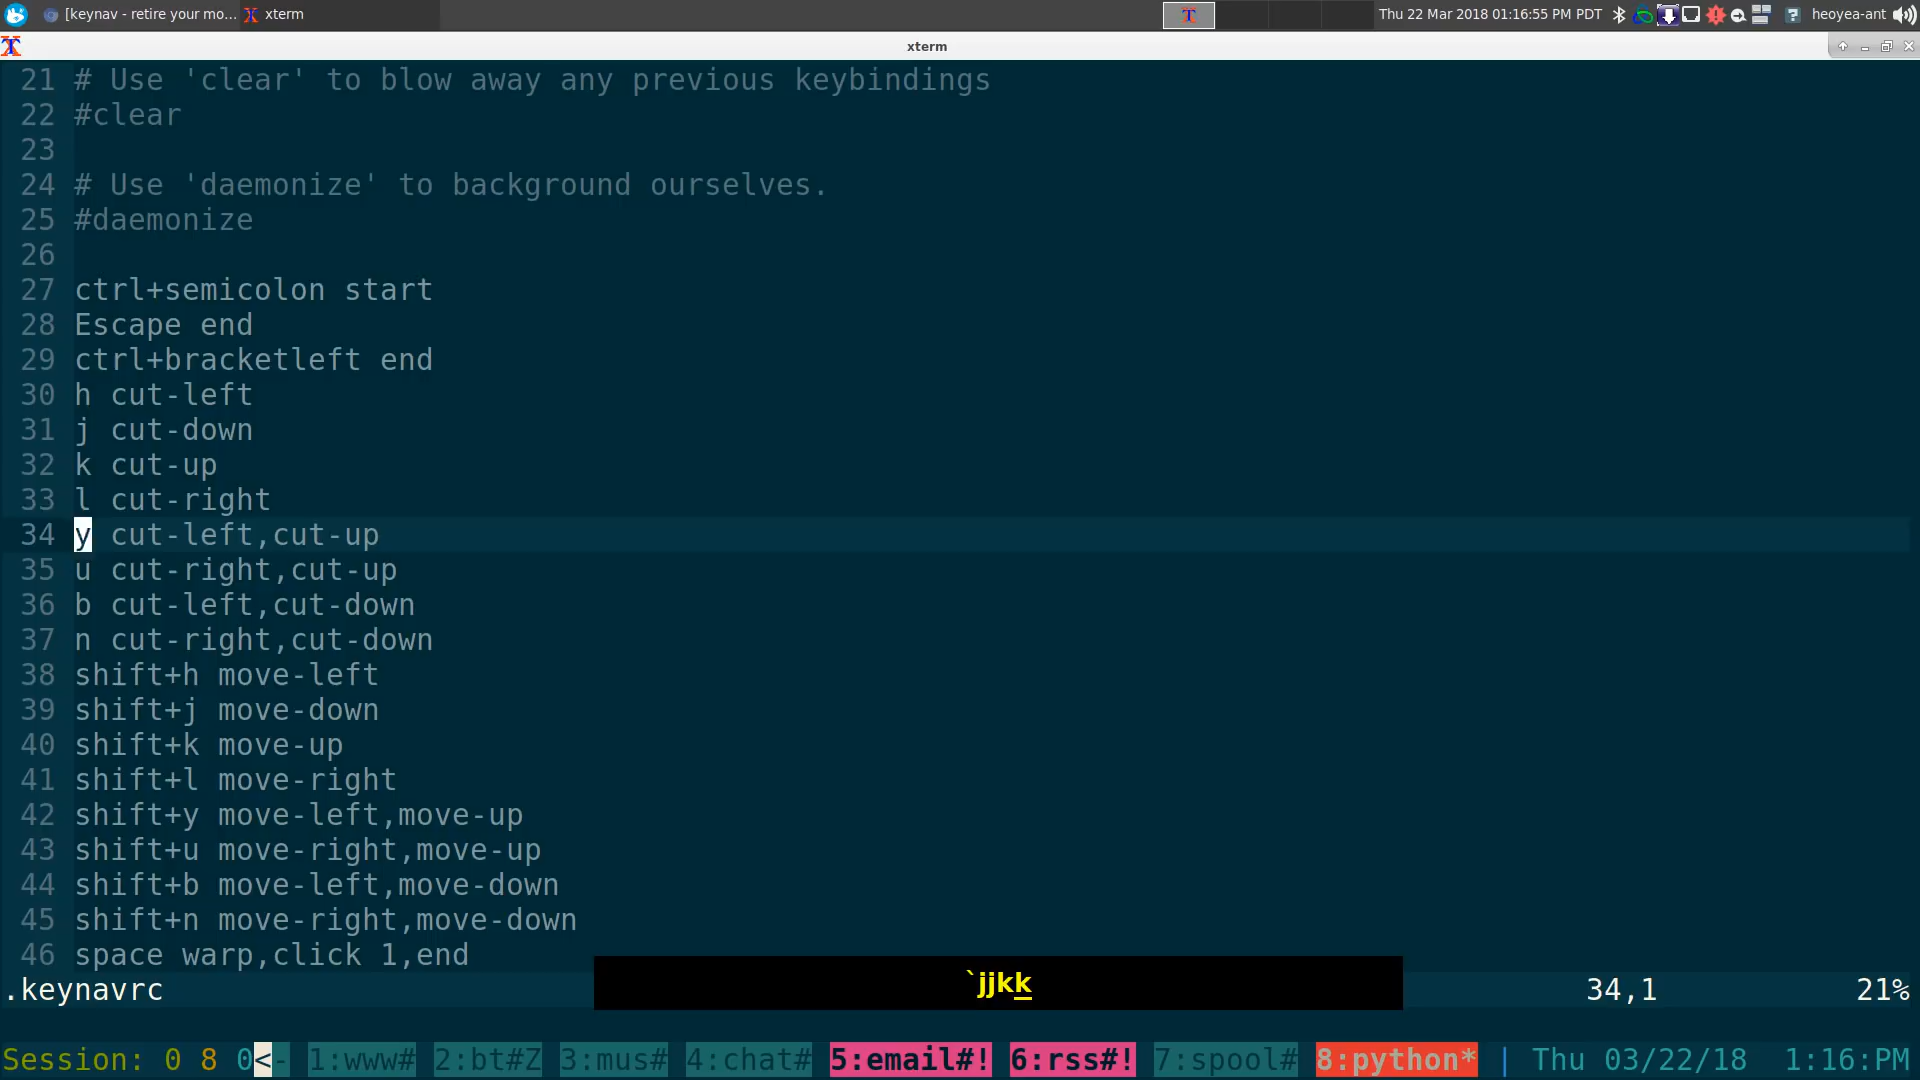 [keynav - retire your mo... xterm Thu 22 Mar 2018 01:16:55 PM PDT heoyea-ant
xterm
21 # Use 'clear' to blow away any previous keybindings
22 #clear
23
24 # Use 'daemonize' to background ourselves.
25 #daemonize
26
27 ctrl+semicolon start
28 Escape end
29 ctrl+bracketleft end
30 h cut-left
31 j cut-down
32 k cut-up
33 l cut-right
34 y cut-left,cut-up
35 u cut-right,cut-up
36 b cut-left,cut-down
37 n cut-right,cut-down
38 shift+h move-left
39 shift+j move-down
40 shift+k move-up
41 shift+l move-right
42 shift+y move-left,move-up
43 shift+u move-right,move-up
44 shift+b move-left,move-down
45 shift+n move-right,move-down
46 space warp,click 1,end
.keynavrc `jjkk 34,1 21%
Session: 0 8 0<- 1:www# 2:bt#Z 3:mus# 4:chat# 5:email#! 6:rss#! 7:spool# 8:python* | Thu 03/22/18 1:16:PM